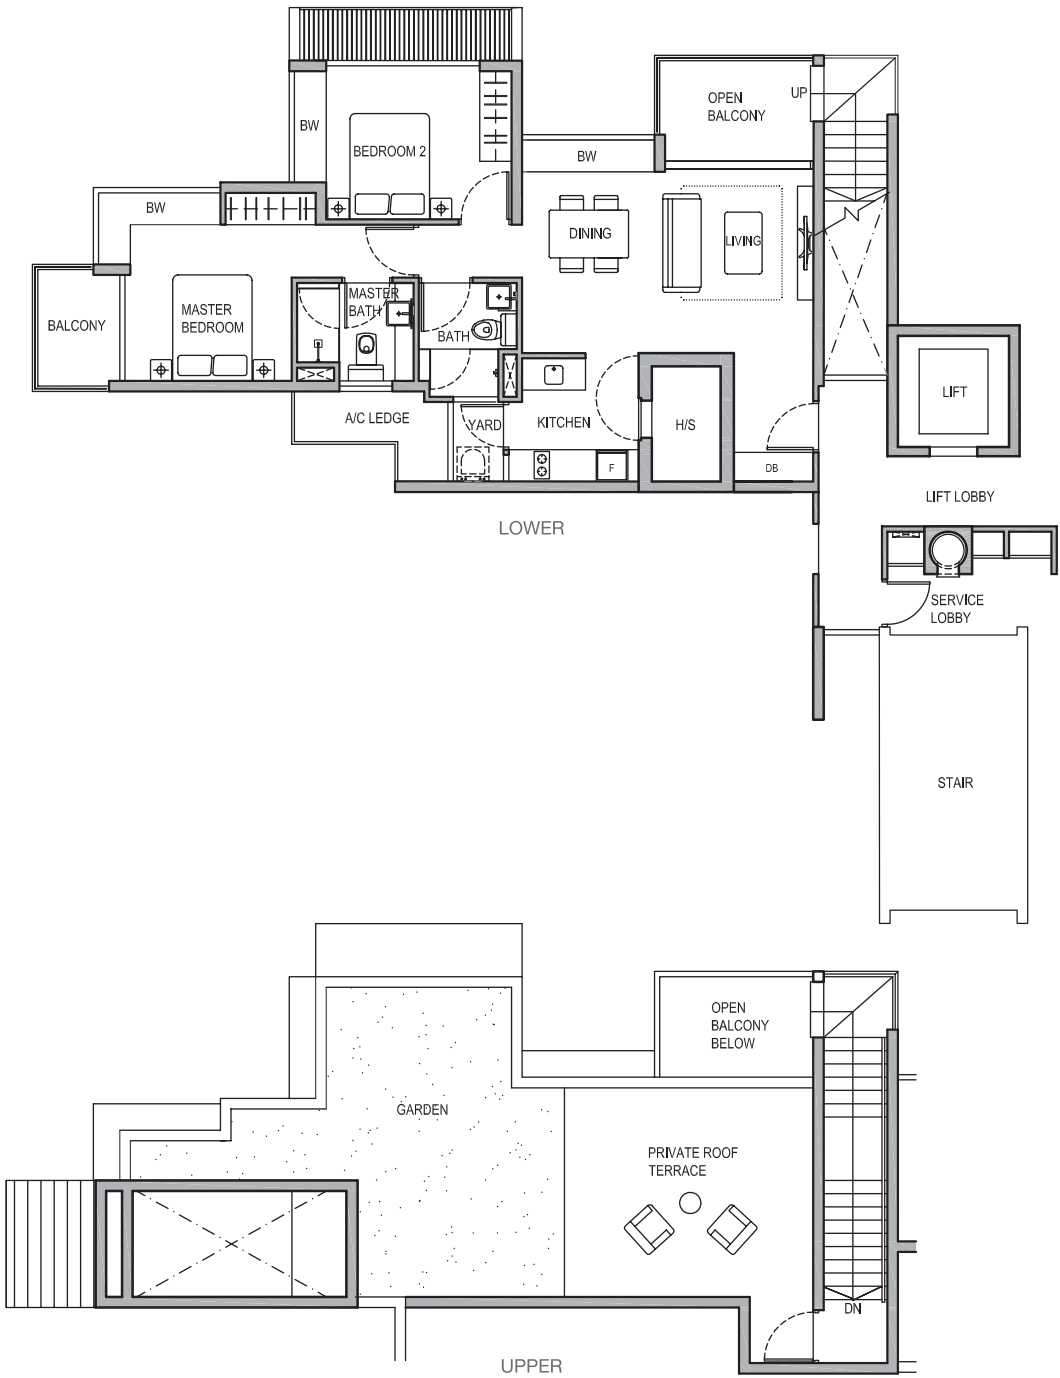 OPEN
BALCONY
UP
BW
BEDROOM 2
BW
BW
DINING
LIVING
MASTER
BATH
MASTER
BEDROOM
BALCONY
BATH
LIFT
A/C LEDGE
YARD
KITCHEN
H/S
F
DB
LIFT LOBBY
LOWER
SERVICE
LOBBY
STAIR
OPEN
BALCONY
BELOW
GARDEN
PRIVATE ROOF
TERRACE
DN
UPPER